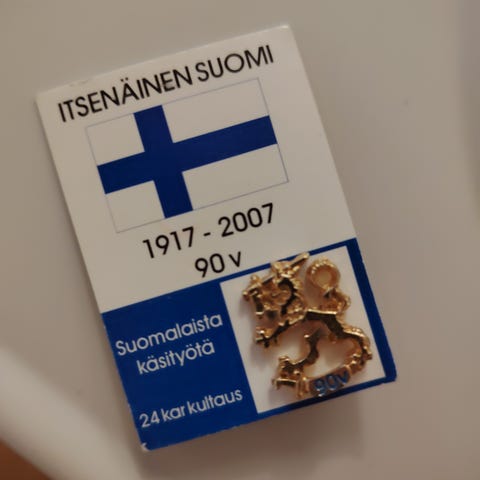 ITSENÄINEN SUOMI
1917 - 2007
90 v
Suomalaista
käsityötä
24 kar kultaus
90v